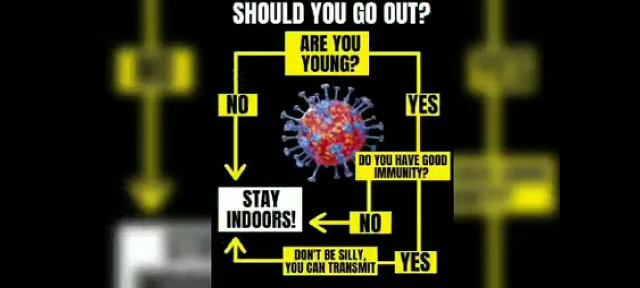 SHOULD YOU GO OUT?
ARE YOU
YOUNG?
NO
YES
DO YOU HAVE GOOD
IMMUNITY?
STAY
INDOORS!
NO
DON'T BE SILLY,
YOU CAN TRANSMIT
YES